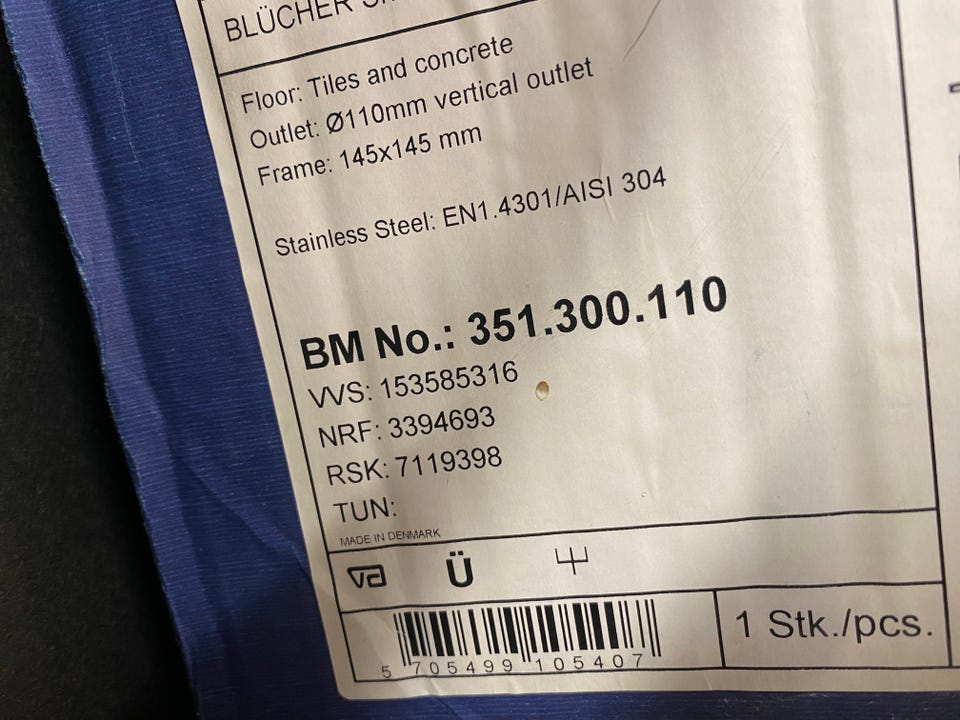 BLÜCHER
Floor: Tiles and concrete
Outlet: Ø110mm vertical outlet
Frame: 145x145 mm
Stainless Steel: EN1.4301/AISI 304
BM No.: 351.300.110
VVS: 153585316
NRF: 3394693
RSK: 7119398
TUN:
MADE IN DENMARK
va Ü
5 705499 105407
1 Stk./pcs.